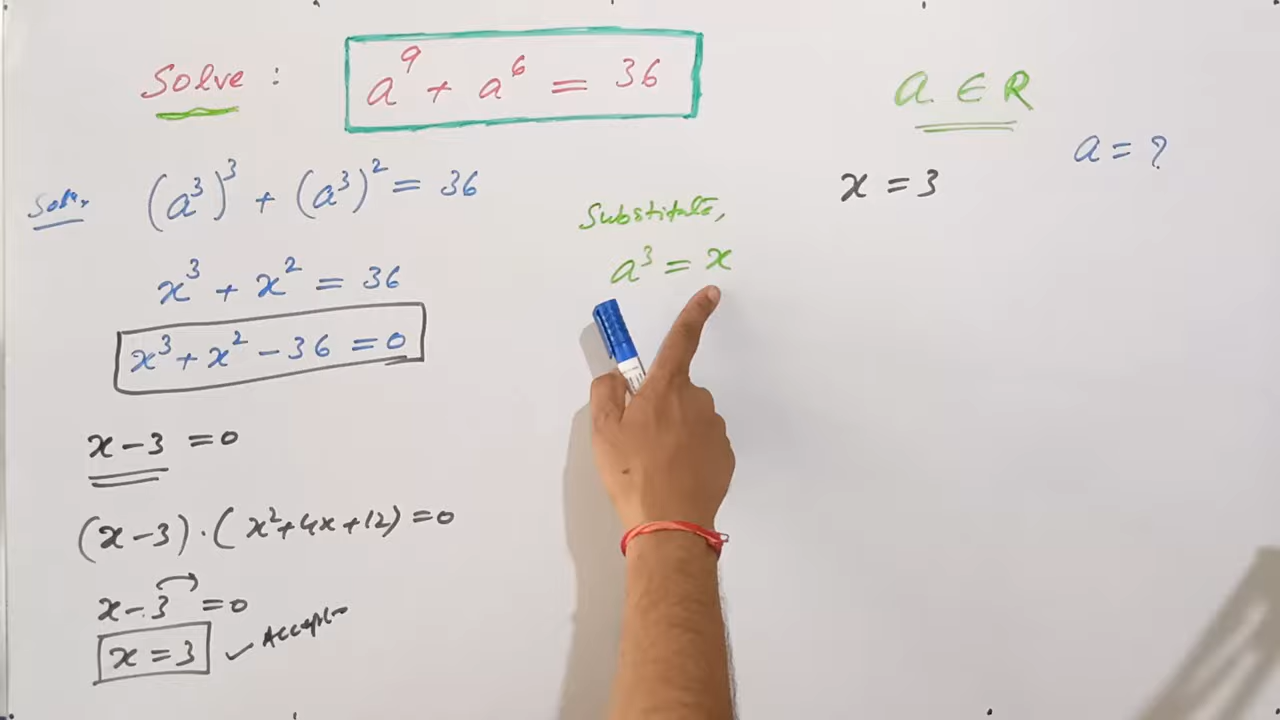 Solve : a⁹ + a⁶ = 36
a ∈ R
a = ?
Soln. (a³)³ + (a³)² = 36
x³ + x² = 36
x³ + x² - 36 = 0
x - 3 = 0
(x - 3) · (x² + 4x + 12) = 0
x - 3 = 0
x = 3 ✓
Substitute,
a³ = x
x = 3